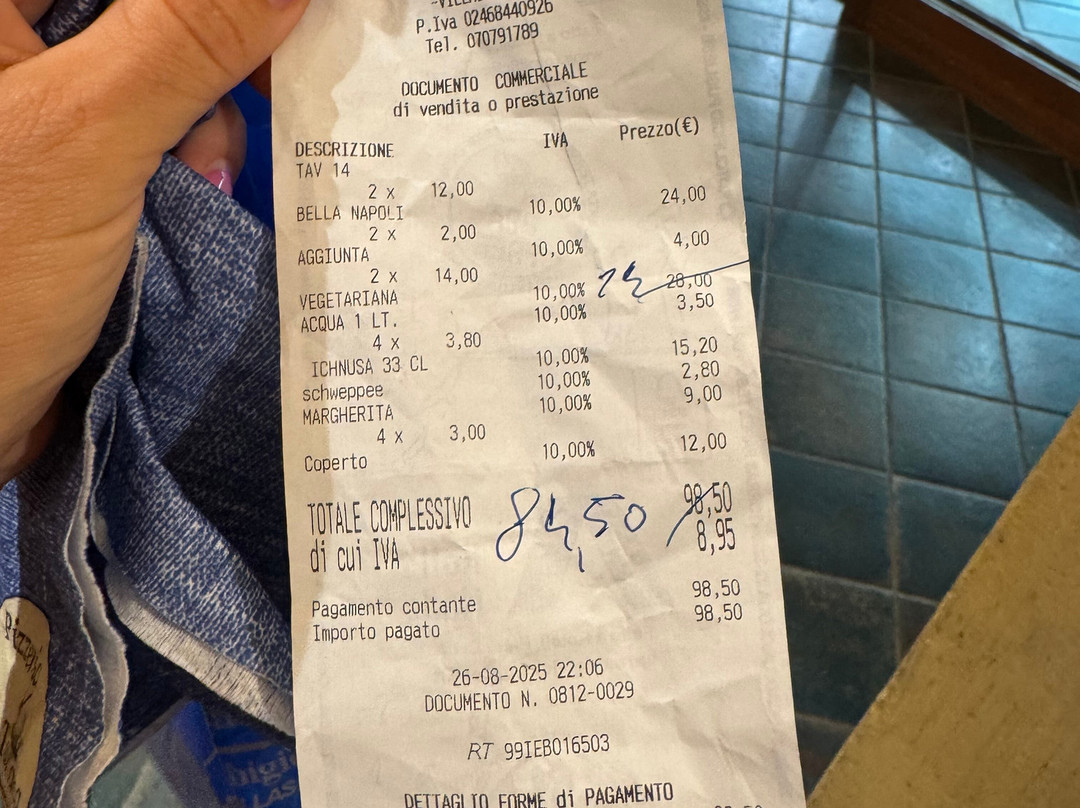 P.Iva 02468440926
Tel. 070791789
DOCUMENTO COMMERCIALE
di vendita o prestazione
DESCRIZIONE IVA Prezzo(€)
TAV 14
2 x 12,00
BELLA NAPOLI 10,00% 24,00
2 x 2,00
AGGIUNTA 10,00% 4,00
2 x 14,00
VEGETARIANA 10,00% 14 28,00
ACQUA 1 LT. 10,00% 3,50
4 x 3,80
ICHNUSA 33 CL 10,00% 15,20
schweppee 10,00% 2,80
MARGHERITA 10,00% 9,00
4 x 3,00
Coperto 10,00% 12,00
TOTALE COMPLESSIVO 84,50 98,50
di cui IVA 8,95
Pagamento contante 98,50
Importo pagato 98,50
26-08-2025 22:06
DOCUMENTO N. 0812-0029
RT 99IEB016503
DETTAGLIO FORME di PAGAMENTO